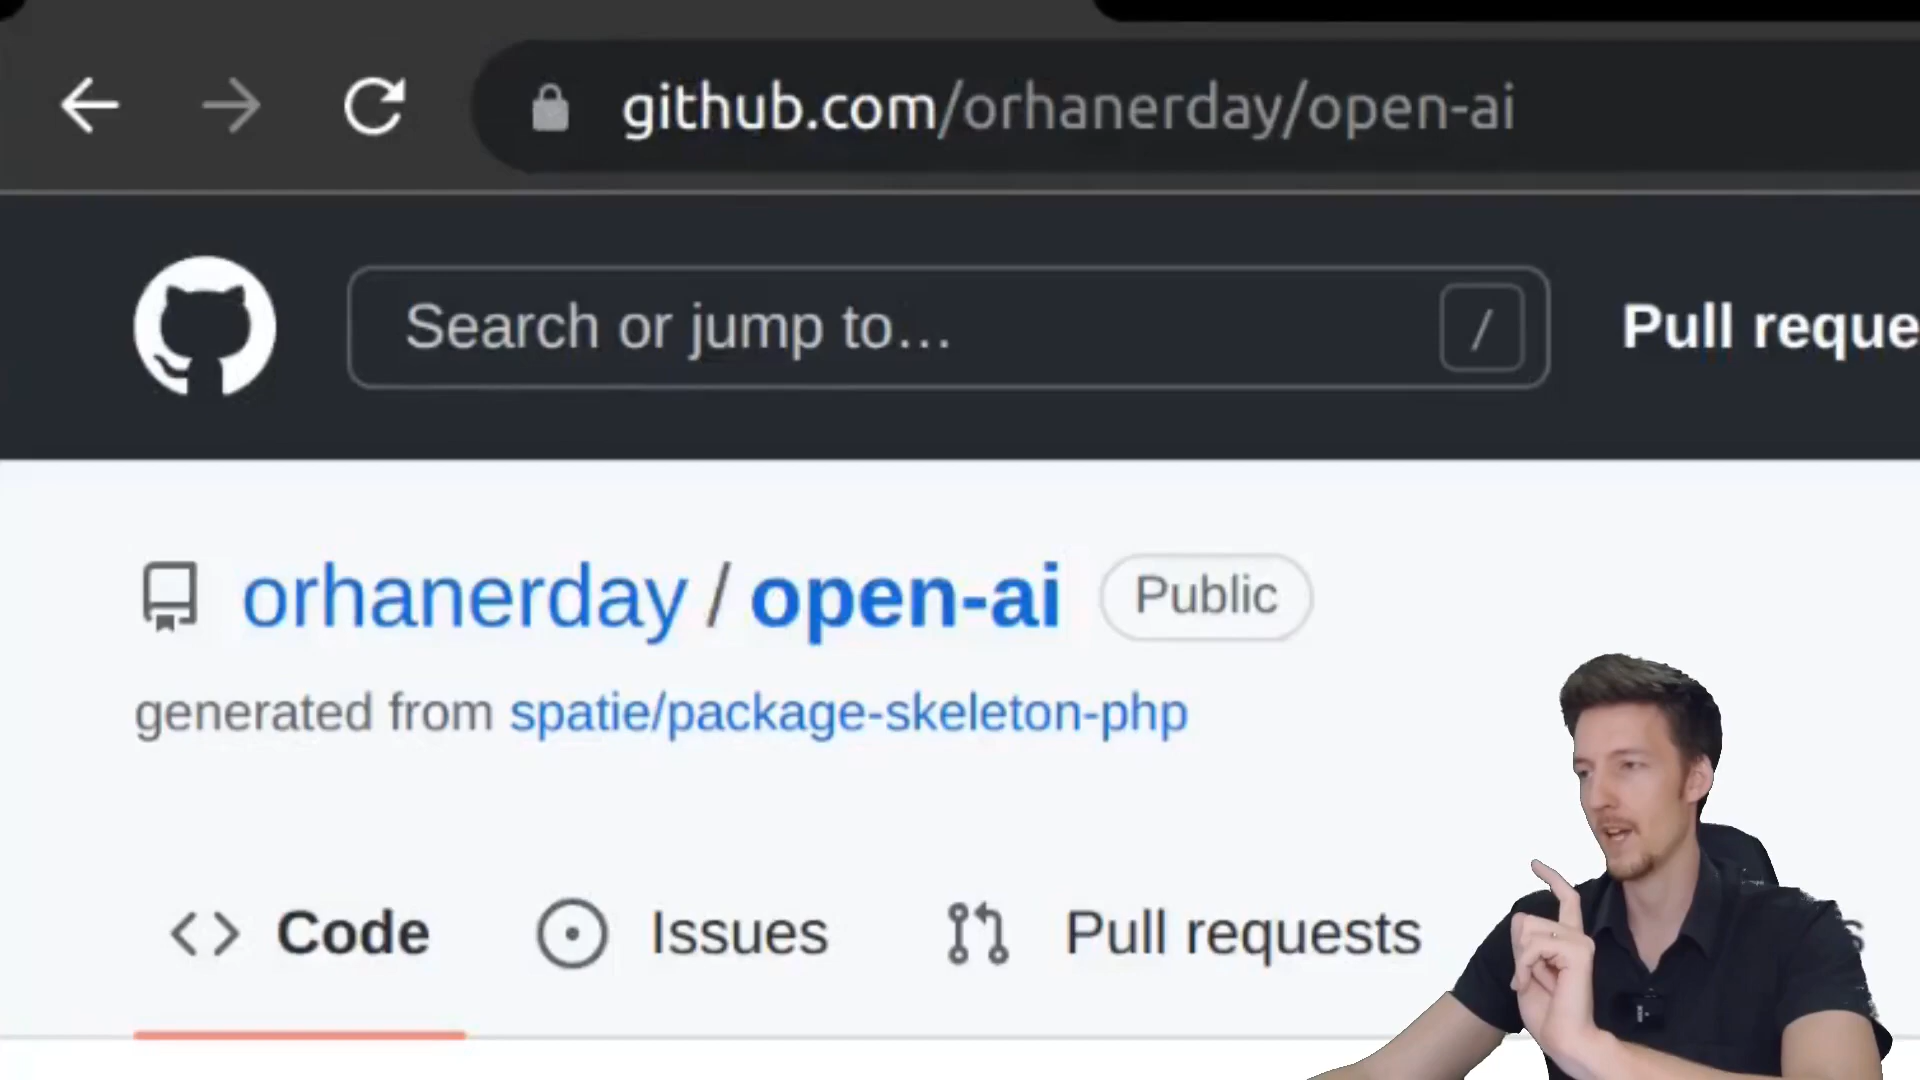 github.com/orhanerday/open-ai
Search or jump to… /
Pull reque
orhanerday / open-ai Public
generated from spatie/package-skeleton-php
Code Issues Pull requests s